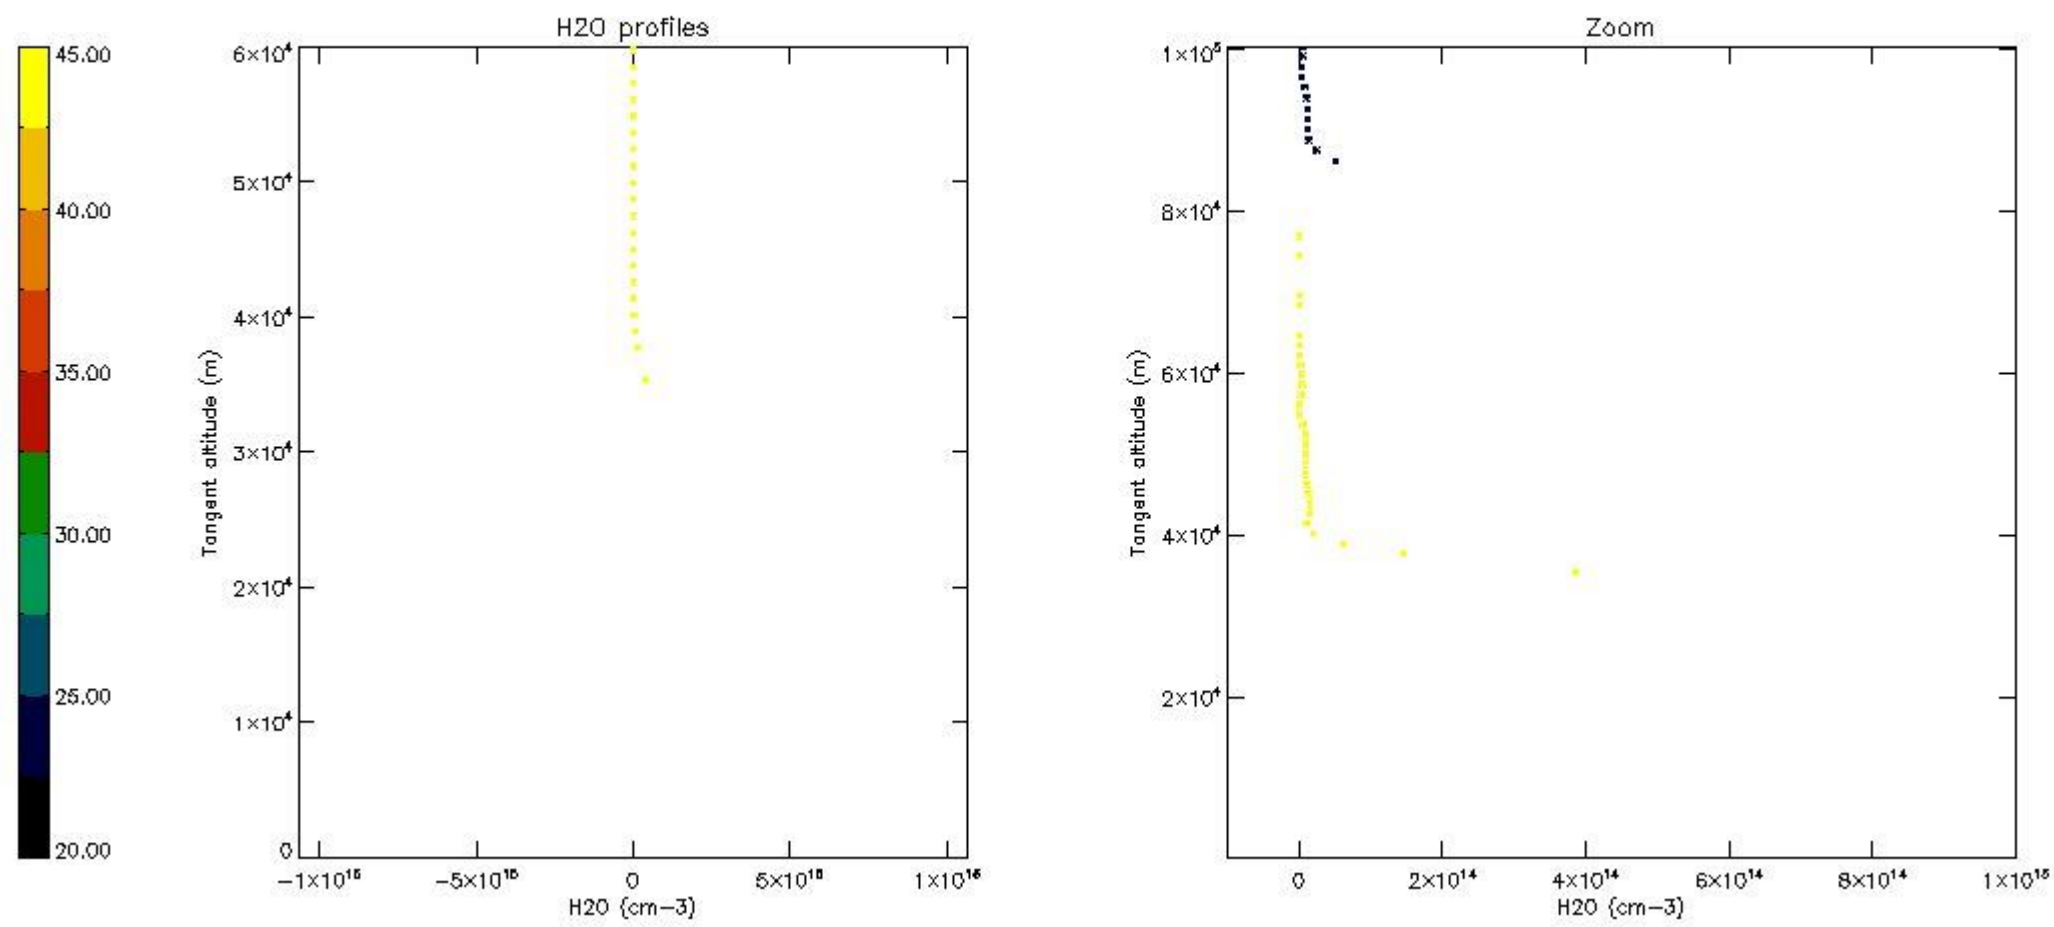 H2O profiles
45.00
40.00
35.00
30.00
25.00
20.00
6×10⁴
5×10⁴
4×10⁴
3×10⁴
2×10⁴
1×10⁴
0
Tangent altitude (m)
−1×10¹⁶ −5×10¹⁵ 0 5×10¹⁵ 1×10¹⁶
H2O (cm−3)
Zoom
1×10⁵
8×10⁴
6×10⁴
4×10⁴
2×10⁴
Tangent altitude (m)
0 2×10¹⁴ 4×10¹⁴ 6×10¹⁴ 8×10¹⁴ 1×10¹⁵
H2O (cm−3)